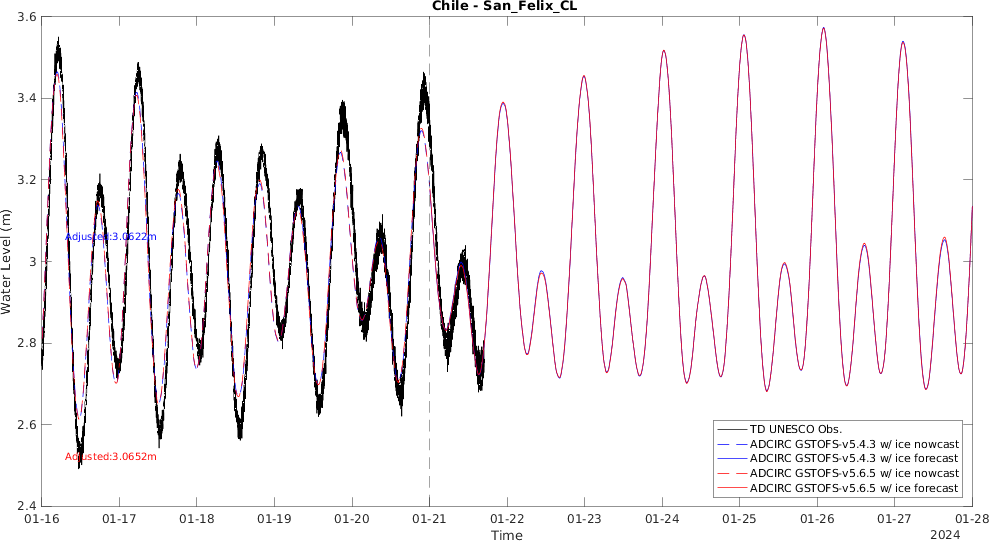 Chile - San_Felix_CL
3.6
3.4
3.2
3
2.8
2.6
2.4
Water Level (m)
Adjusted:3.0622m
Adjusted:3.0652m
TD UNESCO Obs.
ADCIRC GSTOFS-v5.4.3 w/ ice nowcast
ADCIRC GSTOFS-v5.4.3 w/ ice forecast
ADCIRC GSTOFS-v5.6.5 w/ ice nowcast
ADCIRC GSTOFS-v5.6.5 w/ ice forecast
01-16 01-17 01-18 01-19 01-20 01-21 01-22 01-23 01-24 01-25 01-26 01-27 01-28
Time
2024